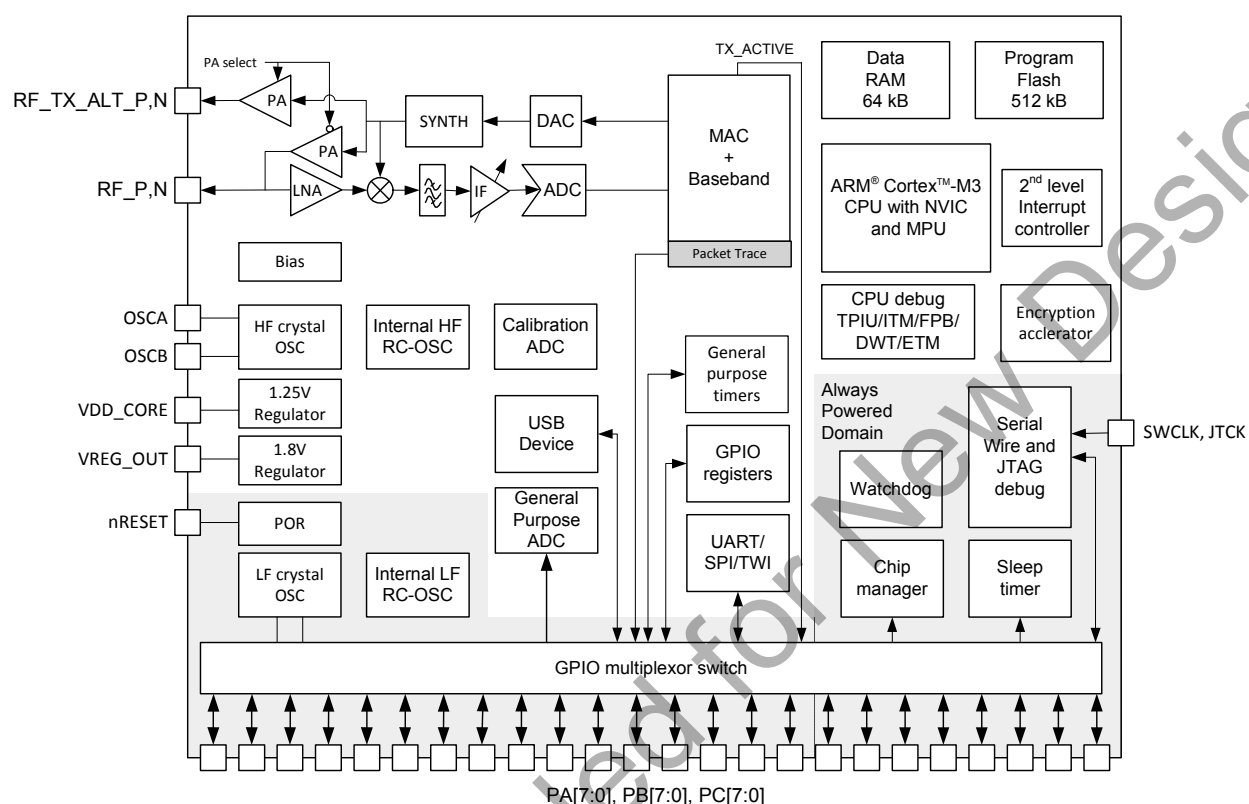 TX_ACTIVE
PA select
RF_TX_ALT_P,N
PA
SYNTH
DAC
MAC
+
Baseband
Packet Trace
PA
RF_P,N
LNA
IF
ADC
Data
RAM
64 kB
Program
Flash
512 kB
ARM® Cortex™-M3
CPU with NVIC
and MPU
2nd level
Interrupt
controller
Bias
OSCA
OSCB
HF crystal
OSC
Internal HF
RC-OSC
Calibration
ADC
CPU debug
TPIU/ITM/FPB/
DWT/ETM
Encryption
acclerator
VDD_CORE
1.25V
Regulator
VREG_OUT
1.8V
Regulator
USB
Device
General
purpose
timers
GPIO
registers
Always
Powered
Domain
Serial
Wire and
JTAG
debug
SWCLK, JTCK
Watchdog
nRESET
POR
General
Purpose
ADC
UART/
SPI/TWI
LF crystal
OSC
Internal LF
RC-OSC
Chip
manager
Sleep
timer
GPIO multiplexor switch
PA[7:0], PB[7:0], PC[7:0]
for New Desig